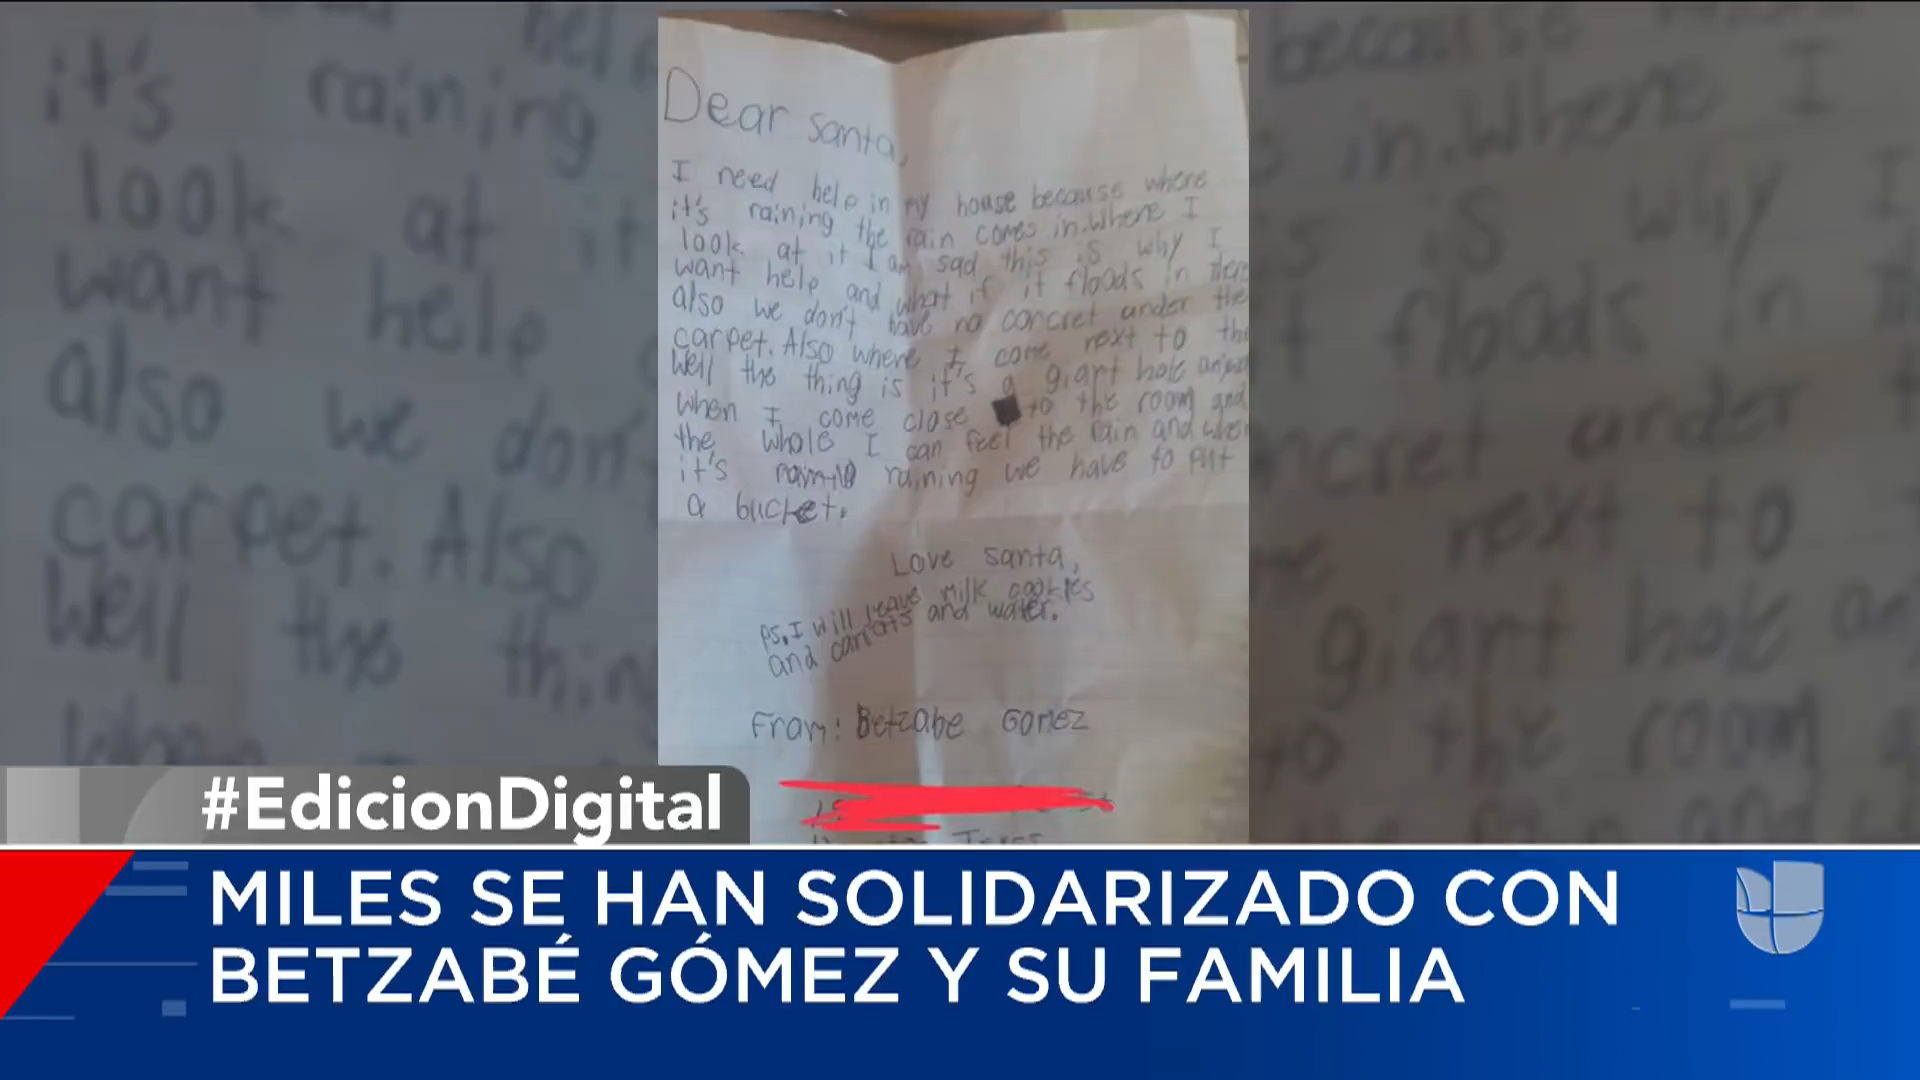 Dear Santa,
I need help in my house because where
it's raining the rain comes in.Where I
look at it I am sad this is why I
want help and what if it floods in there
also we don't have no concret under the
carpet. Also where I come next to the
Well the thing is it's a giant hole
when I come close to the room and
the whole I can feel the rain and when
it's raining we have to put
a bucket.
Love Santa,
ps. I will leave milk cookies
and carrots and water.
From: Betzabe Gomez
#EdicionDigital
MILES SE HAN SOLIDARIZADO CON
BETZABÉ GÓMEZ Y SU FAMILIA